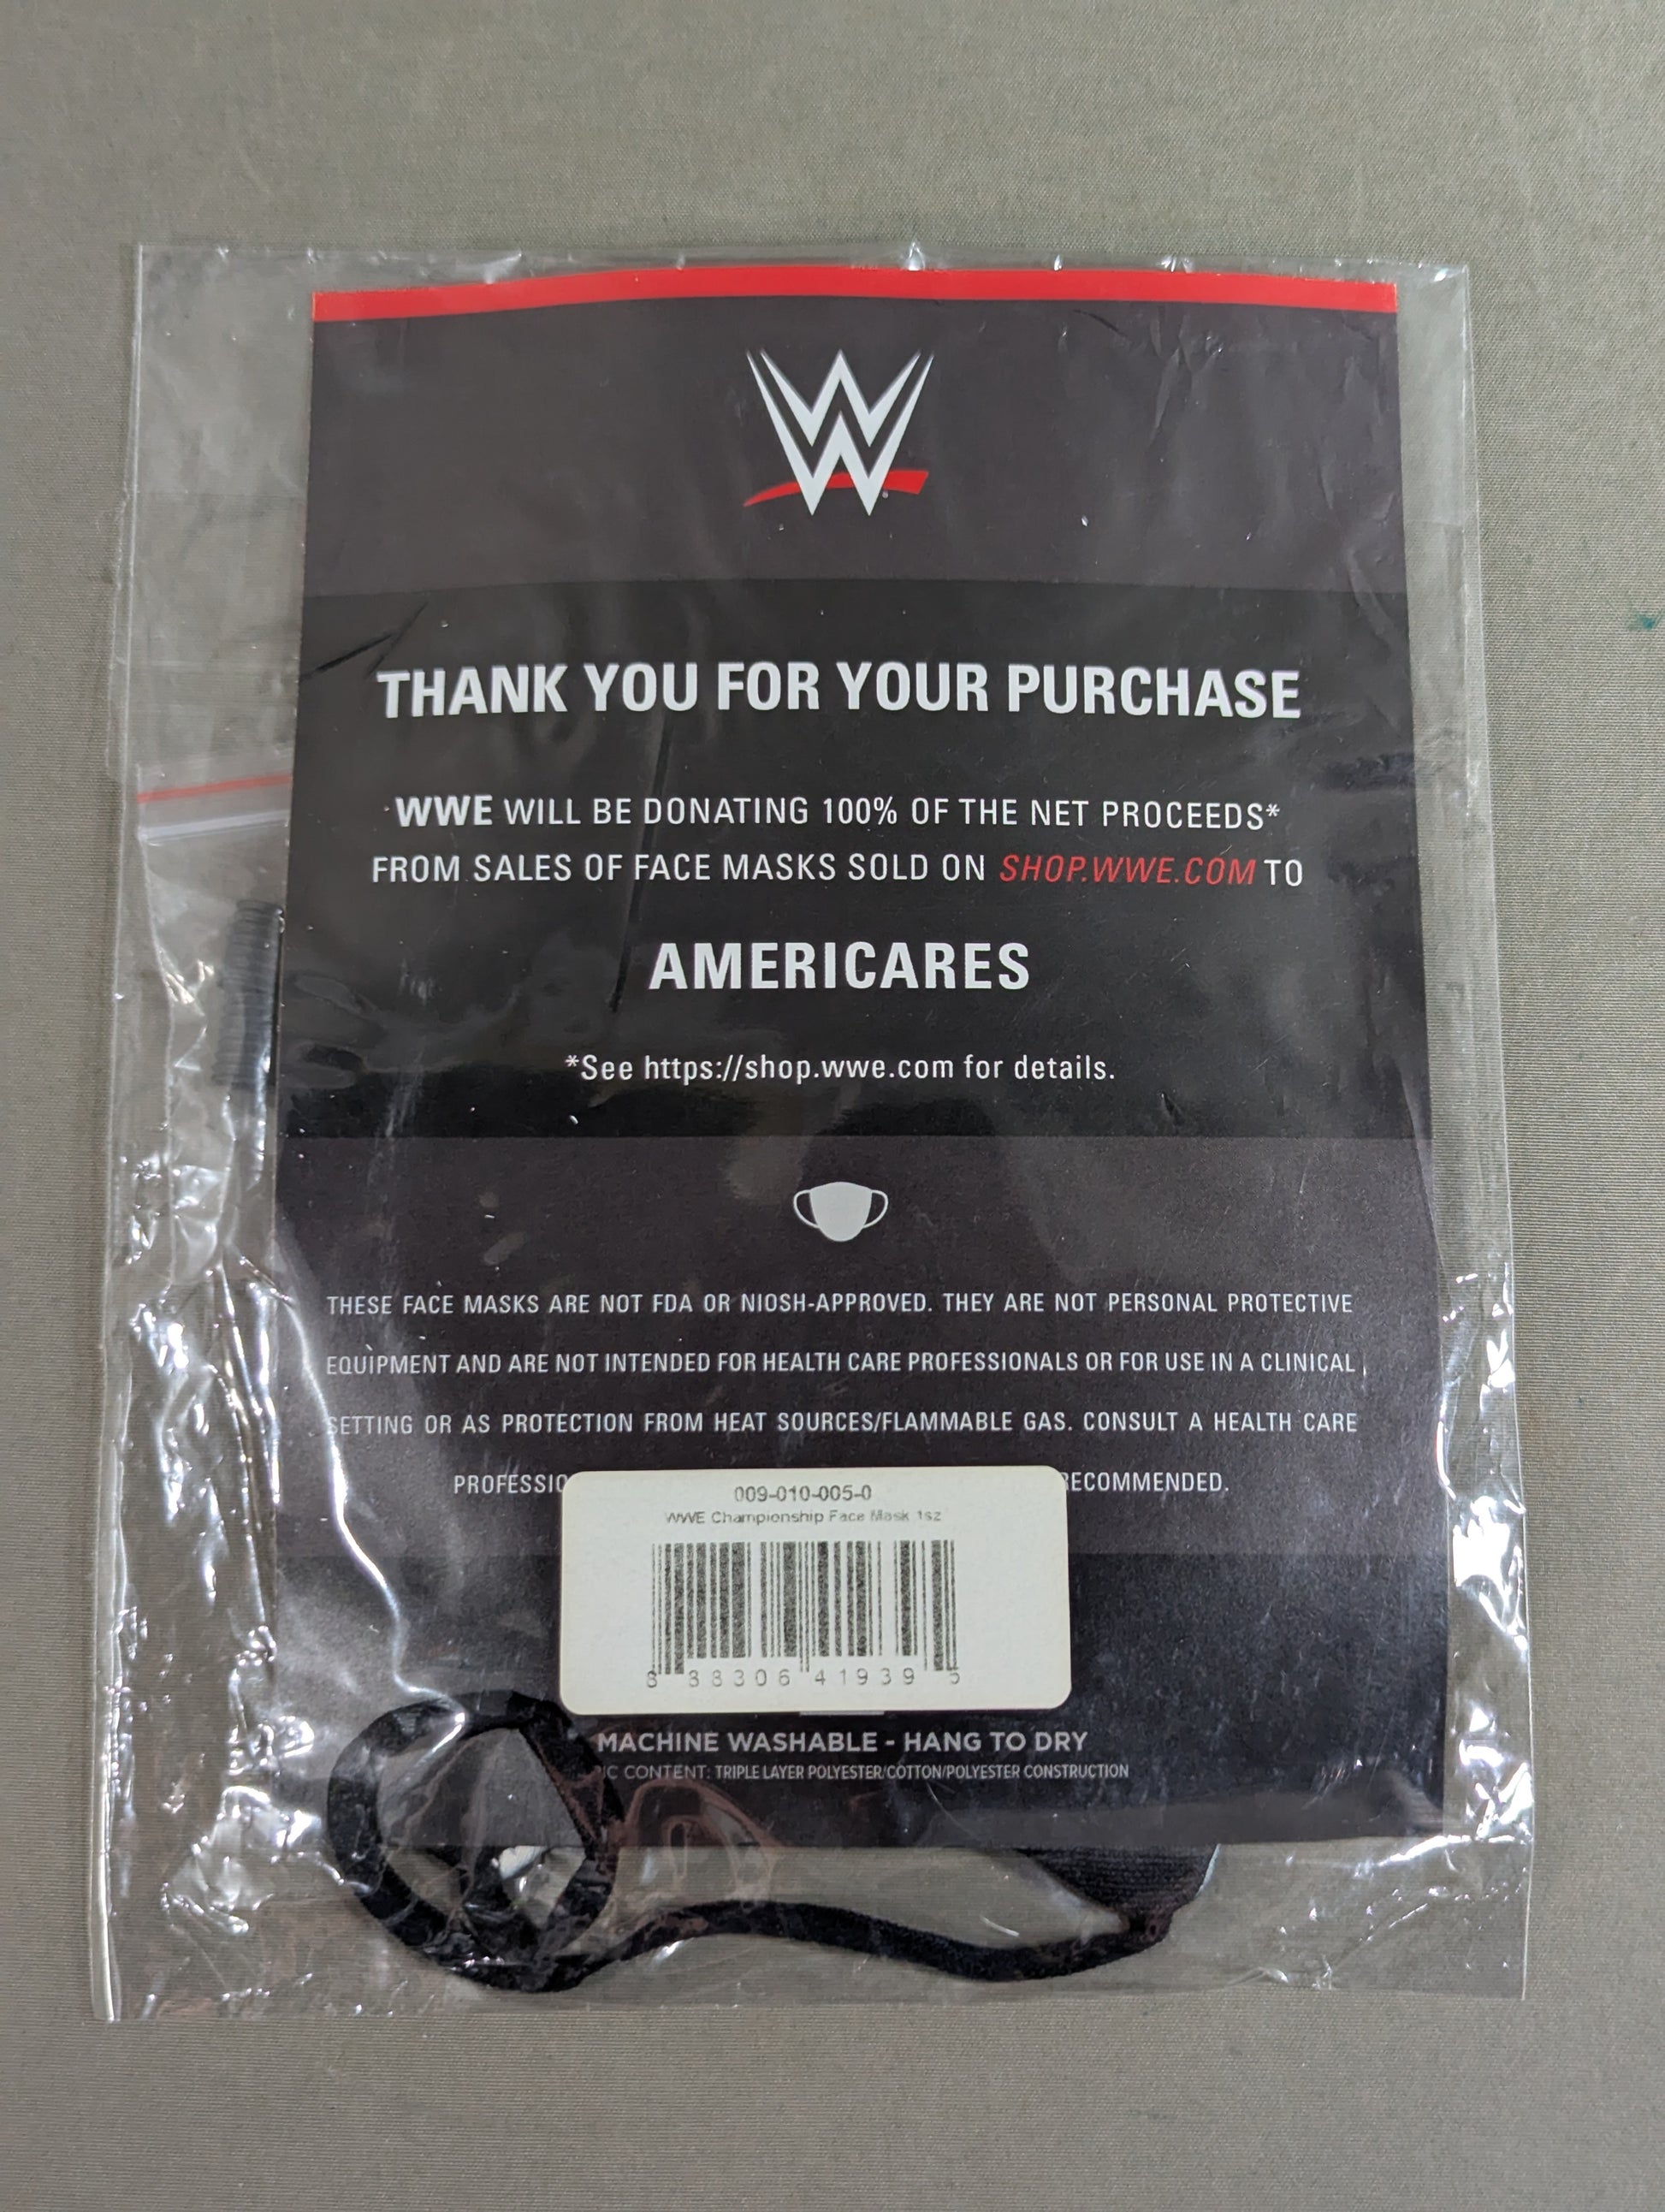 W
THANK YOU FOR YOUR PURCHASE
WWE WILL BE DONATING 100% OF THE NET PROCEEDS*
FROM SALES OF FACE MASKS SOLD ON SHOP.WWE.COM TO
AMERICARES
*See https://shop.wwe.com for details.
THESE FACE MASKS ARE NOT FDA OR NIOSH-APPROVED. THEY ARE NOT PERSONAL PROTECTIVE
EQUIPMENT AND ARE NOT INTENDED FOR HEALTH CARE PROFESSIONALS OR FOR USE IN A CLINICAL
SETTING OR AS PROTECTION FROM HEAT SOURCES/FLAMMABLE GAS. CONSULT A HEALTH CARE
PROFESSIO RECOMMENDED.
009-010-005-0
WWE Championship Face Mask 1sz
8 88306 41939 5
MACHINE WASHABLE - HANG TO DRY
IC CONTENT: TRIPLE LAYER POLYESTER/COTTON/POLYESTER CONSTRUCTION